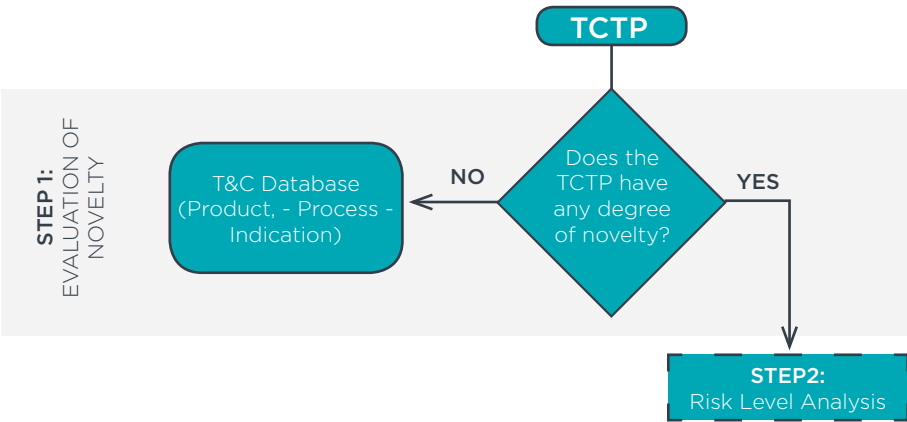 TCTP
STEP 1:
EVALUATION OF
NOVELTY
T&C Database
(Product, - Process -
Indication)
NO
Does the
TCTP have
any degree
of novelty?
YES
STEP2:
Risk Level Analysis